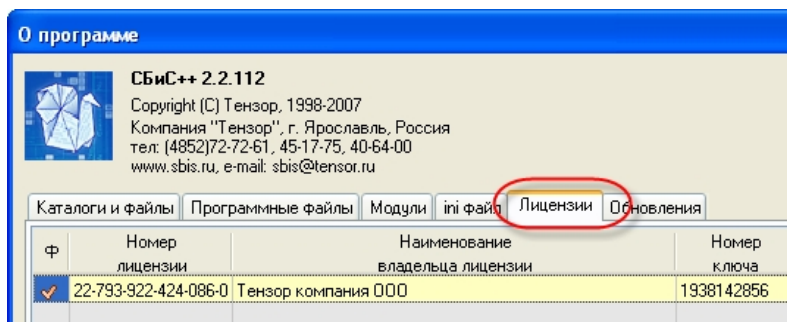 О программе
СБиС++ 2.2.112
Copyright (C) Тензор, 1998-2007
Компания "Тензор", г. Ярославль, Россия
тел: (4852)72-72-61, 45-17-75, 40-64-00
www.sbis.ru, e-mail: sbis@tensor.ru
Каталоги и файлы Программные файлы Модули ini файл Лицензии Обновления
Ф Номер лицензии Наименование владельца лицензии Номер ключа
22-793-922-424-086-0 Тензор компания ООО 1938142856